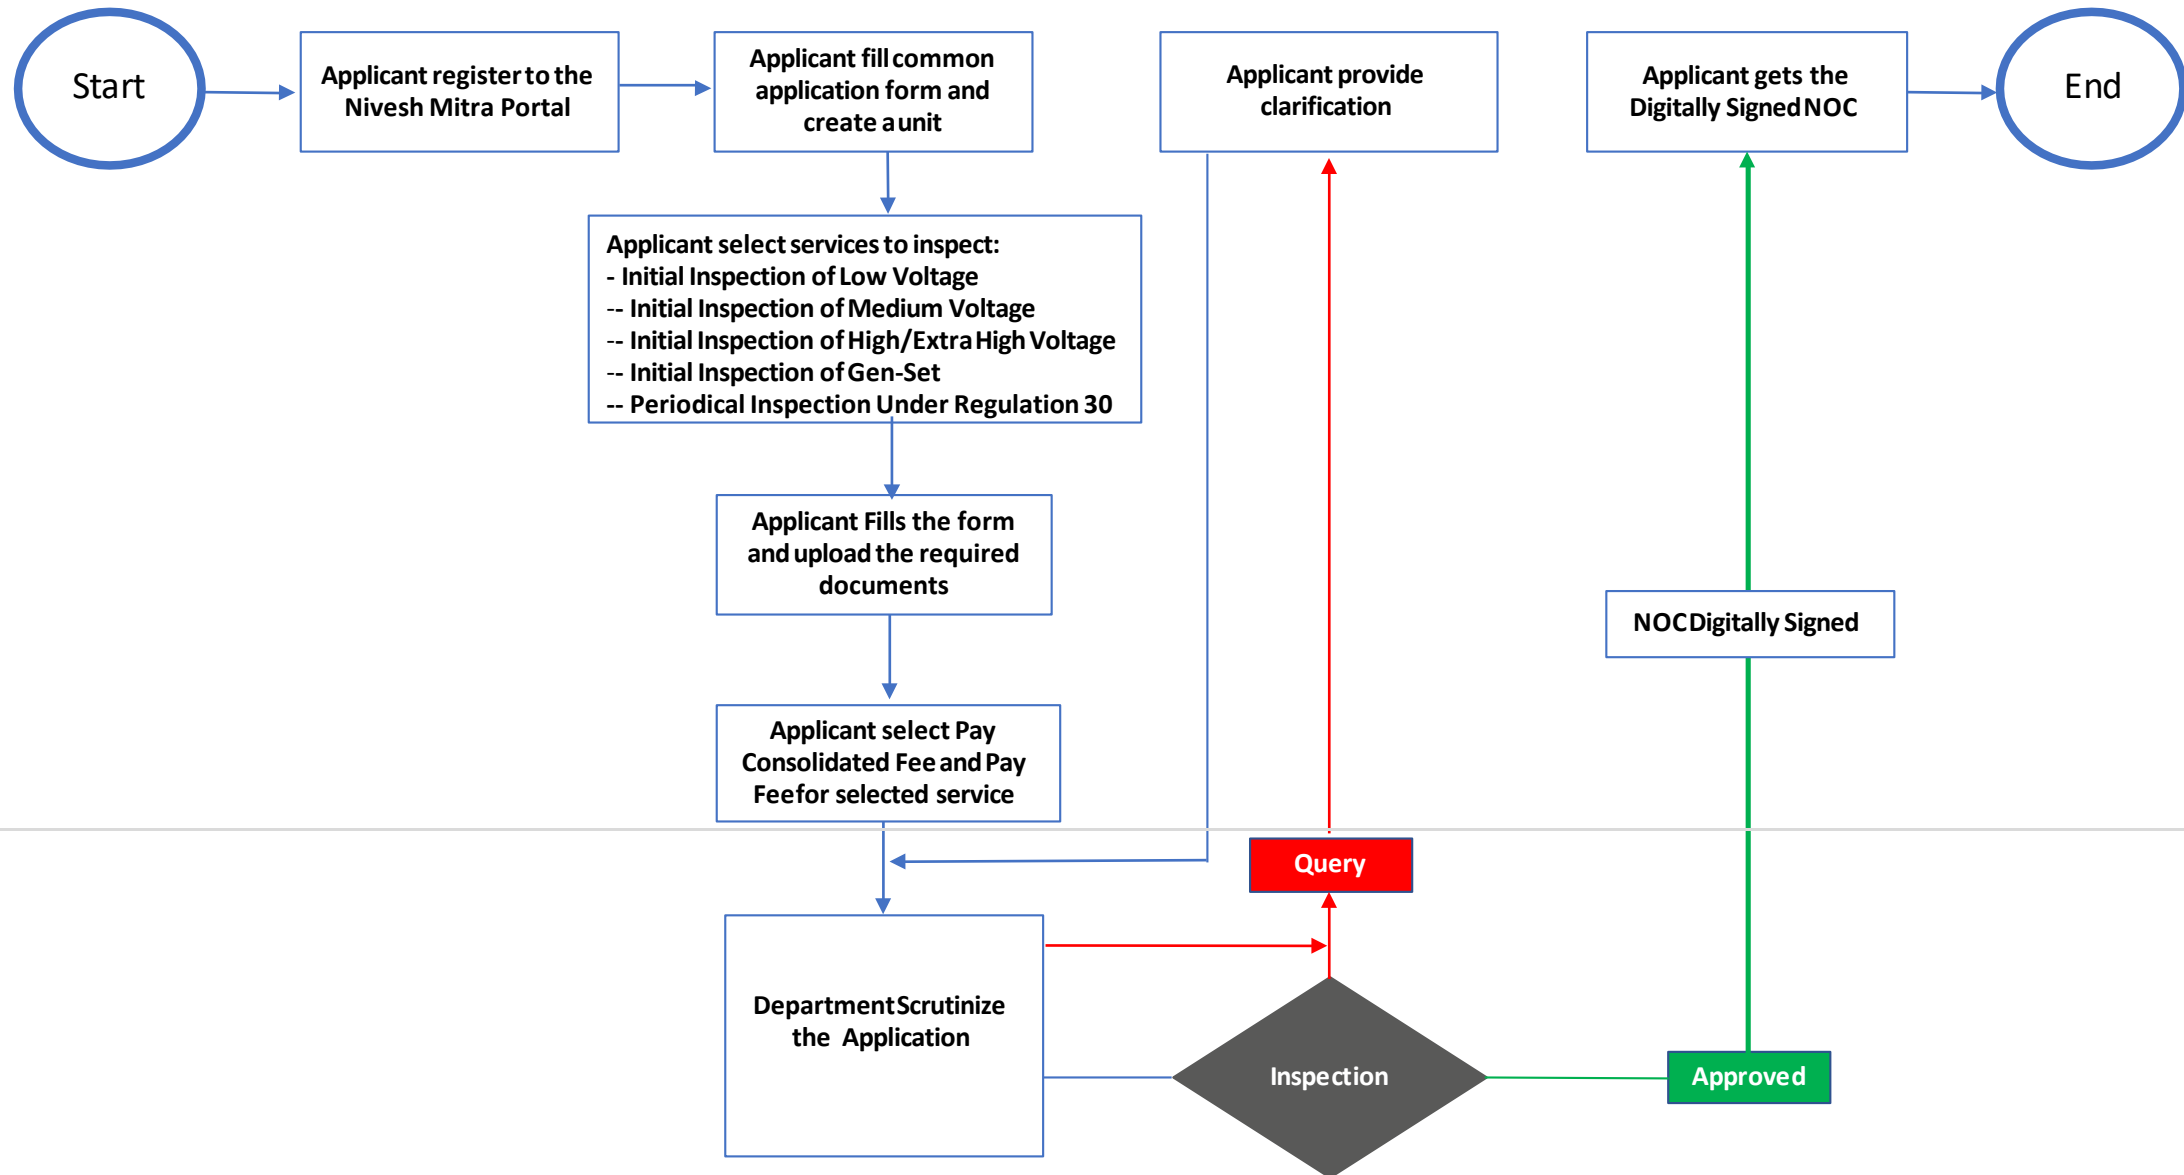 Start
Applicant register to the
Nivesh Mitra Portal
Applicant fill common
application form and
create a unit
Applicant provide
clarification
Applicant gets the
Digitally Signed NOC
End
Applicant select services to inspect:
- Initial Inspection of Low Voltage
-- Initial Inspection of Medium Voltage
-- Initial Inspection of High/Extra High Voltage
-- Initial Inspection of Gen-Set
-- Periodical Inspection Under Regulation 30
Applicant Fills the form
and upload the required
documents
NOC Digitally Signed
Applicant select Pay
Consolidated Fee and Pay
Fee for selected service
Query
Department Scrutinize
the Application
Inspection
Approved